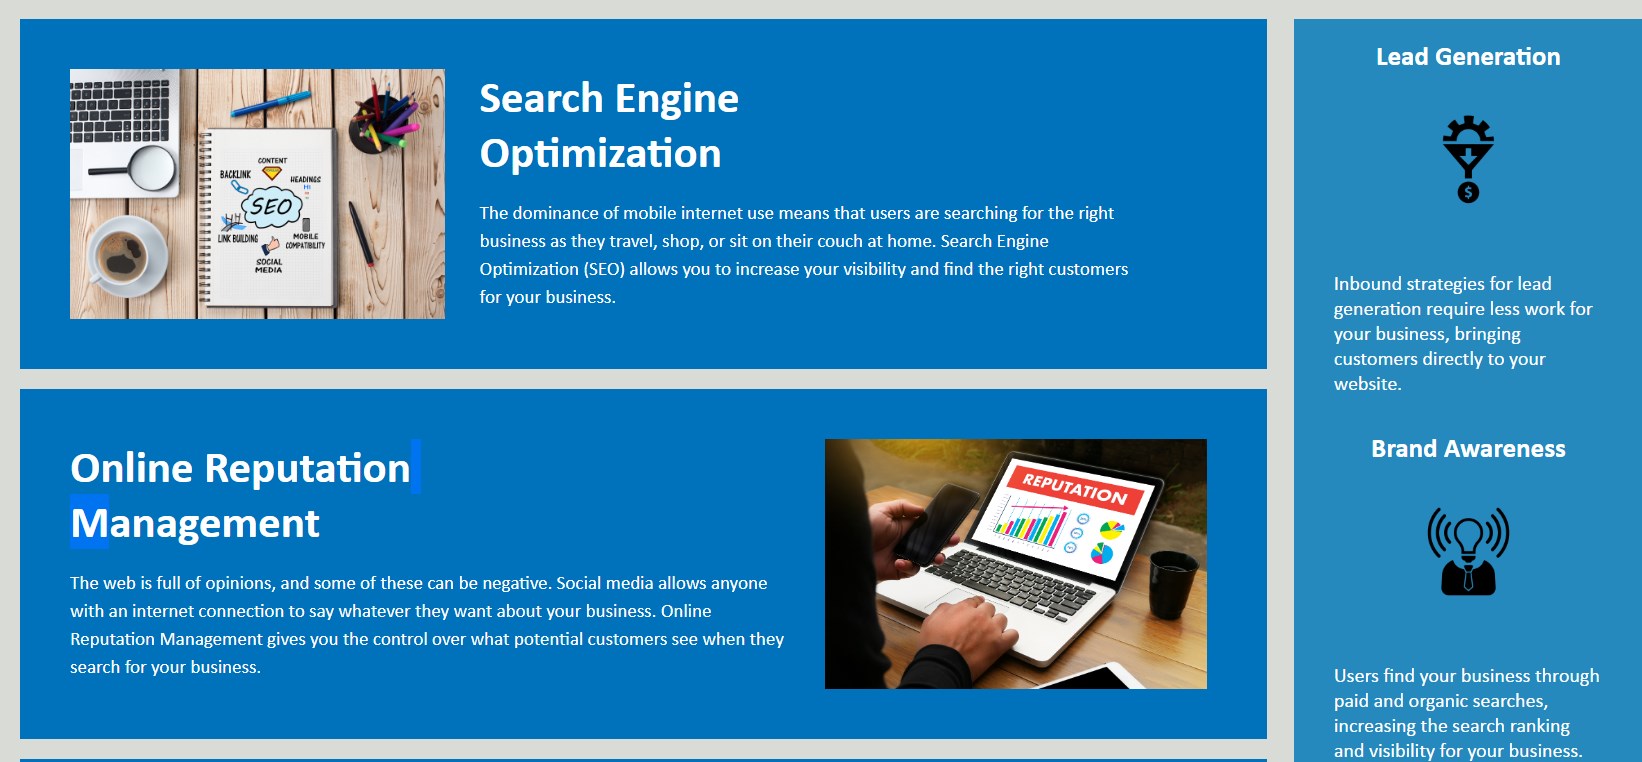 Search Engine
Optimization
The dominance of mobile internet use means that users are searching for the right
business as they travel, shop, or sit on their couch at home. Search Engine
Optimization (SEO) allows you to increase your visibility and find the right customers
for your business.
CONTENT
BACKLINK
HEADINGS
H1
SEO
LINK BUILDING
MOBILE
COMPATIBILITY
SOCIAL
MEDIA
Online Reputation
Management
The web is full of opinions, and some of these can be negative. Social media allows anyone
with an internet connection to say whatever they want about your business. Online
Reputation Management gives you the control over what potential customers see when they
search for your business.
REPUTATION
Lead Generation
$
Inbound strategies for lead
generation require less work for
your business, bringing
customers directly to your
website.
Brand Awareness
Users find your business through
paid and organic searches,
increasing the search ranking
and visibility for your business.